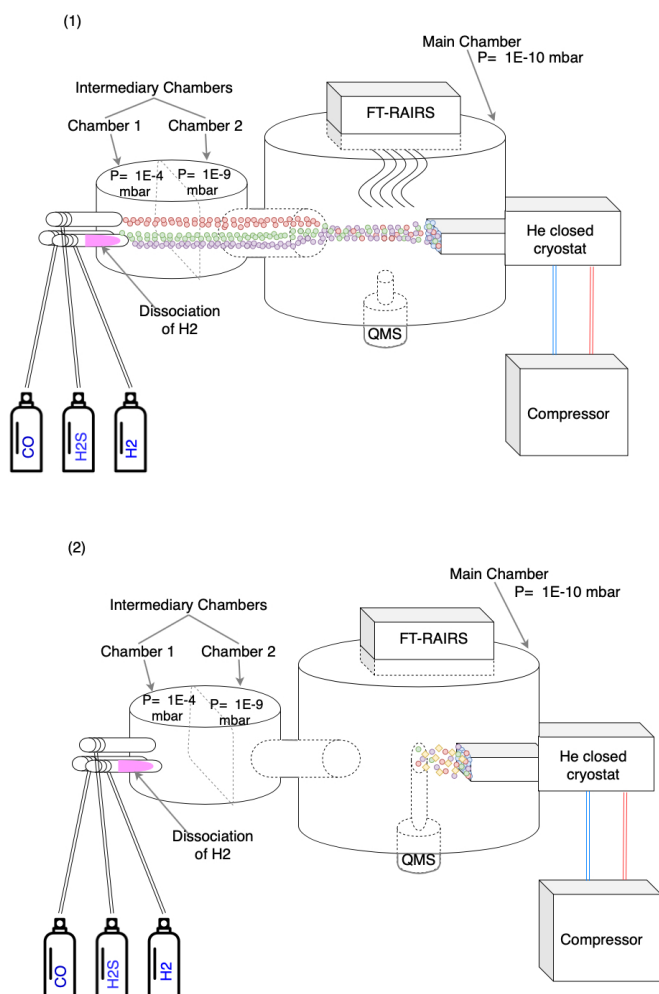 (1)
Main Chamber
P= 1E-10 mbar
Intermediary Chambers
FT-RAIRS
Chamber 1
Chamber 2
P= 1E-4
mbar
P= 1E-9
mbar
He closed
cryostat
Dissociation
of H2
QMS
Compressor
CO
H2S
H2
(2)
Main Chamber
P= 1E-10 mbar
Intermediary Chambers
FT-RAIRS
Chamber 1
Chamber 2
P= 1E-4
mbar
P= 1E-9
mbar
He closed
cryostat
Dissociation
of H2
QMS
Compressor
CO
H2S
H2